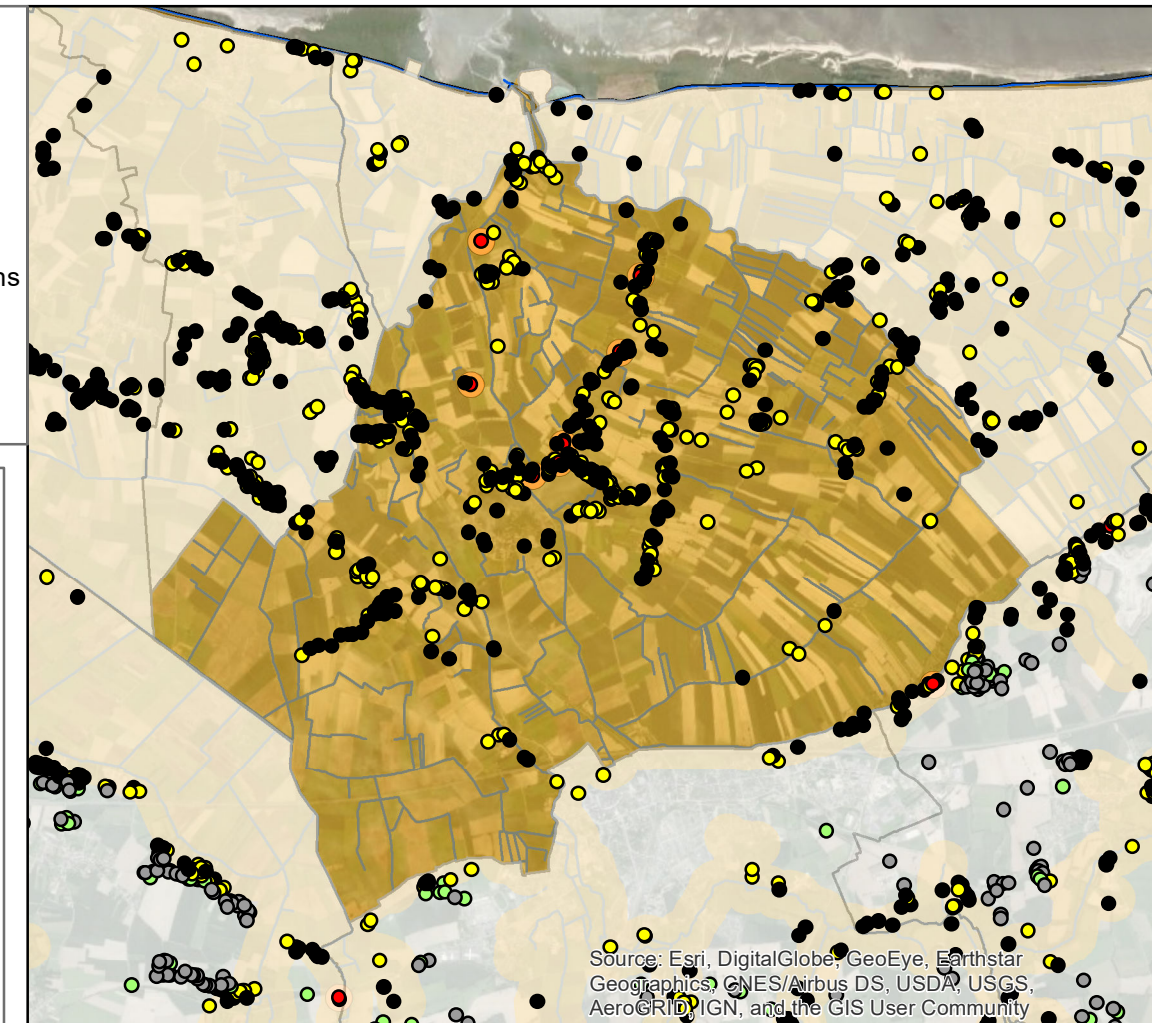 ns
Source: Esri, DigitalGlobe, GeoEye, Earthstar
Geographics, CNES/Airbus DS, USDA, USGS,
AeroGRID, IGN, and the GIS User Community